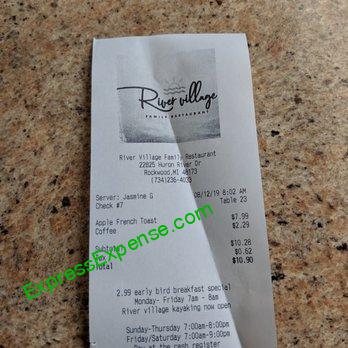 River village
FAMILY RESTAURANT
River Village Family Restaurant
22825 Huron River Dr
Rockwood,MI 48173
(734)236-4033
Server: Jasmine G 08/12/19 8:02 AM
Check #7 Table 23
Apple French Toast $7.99
Coffee $2.29
Subtotal $10.28
Tax $0.62
Total $10.90
2.99 early bird breakfast special
Monday- Friday 7am - 8am
River village kayaking now open
Sunday-Thursday 7:00am-8:00pm
Friday/Saturday 7:00am-9:00pm
Pay at the cash register
ExpressExpense.com